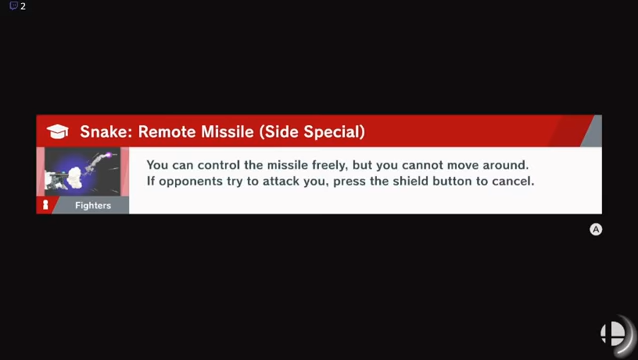 2
Snake: Remote Missile (Side Special)
You can control the missile freely, but you cannot move around.
If opponents try to attack you, press the shield button to cancel.
Fighters
A